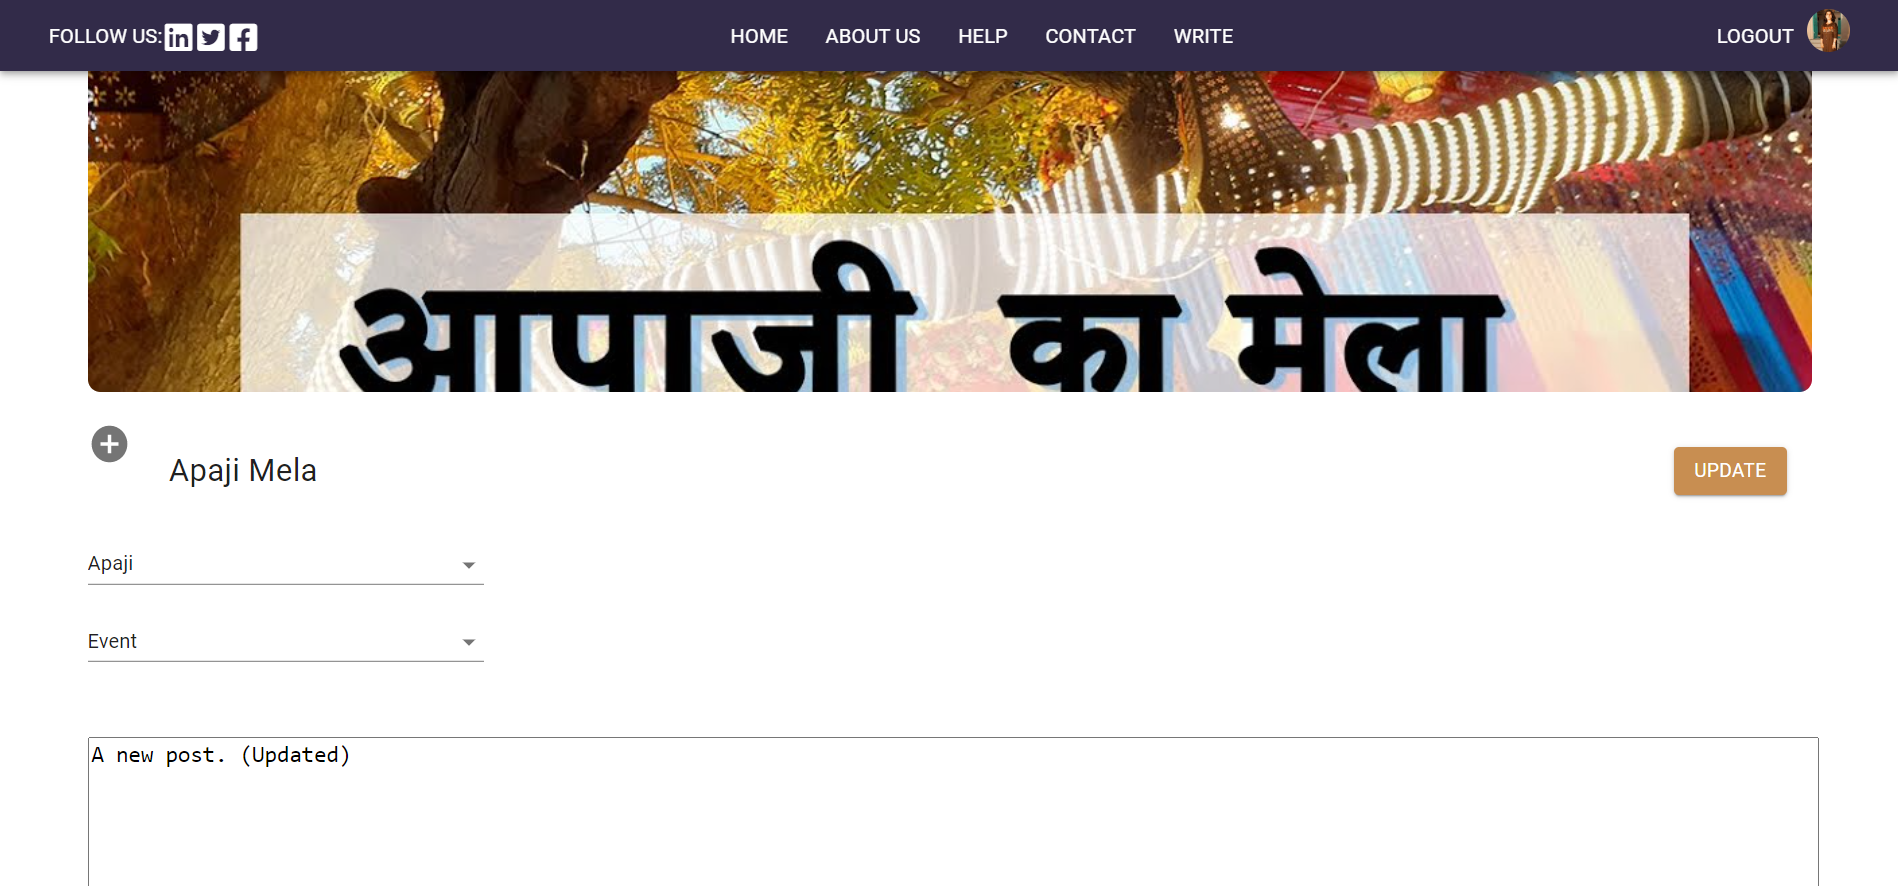 FOLLOW US: HOME ABOUT US HELP CONTACT WRITE LOGOUT
आपाजी का मेला
Apaji Mela
UPDATE
Apaji
Event
A new post. (Updated)